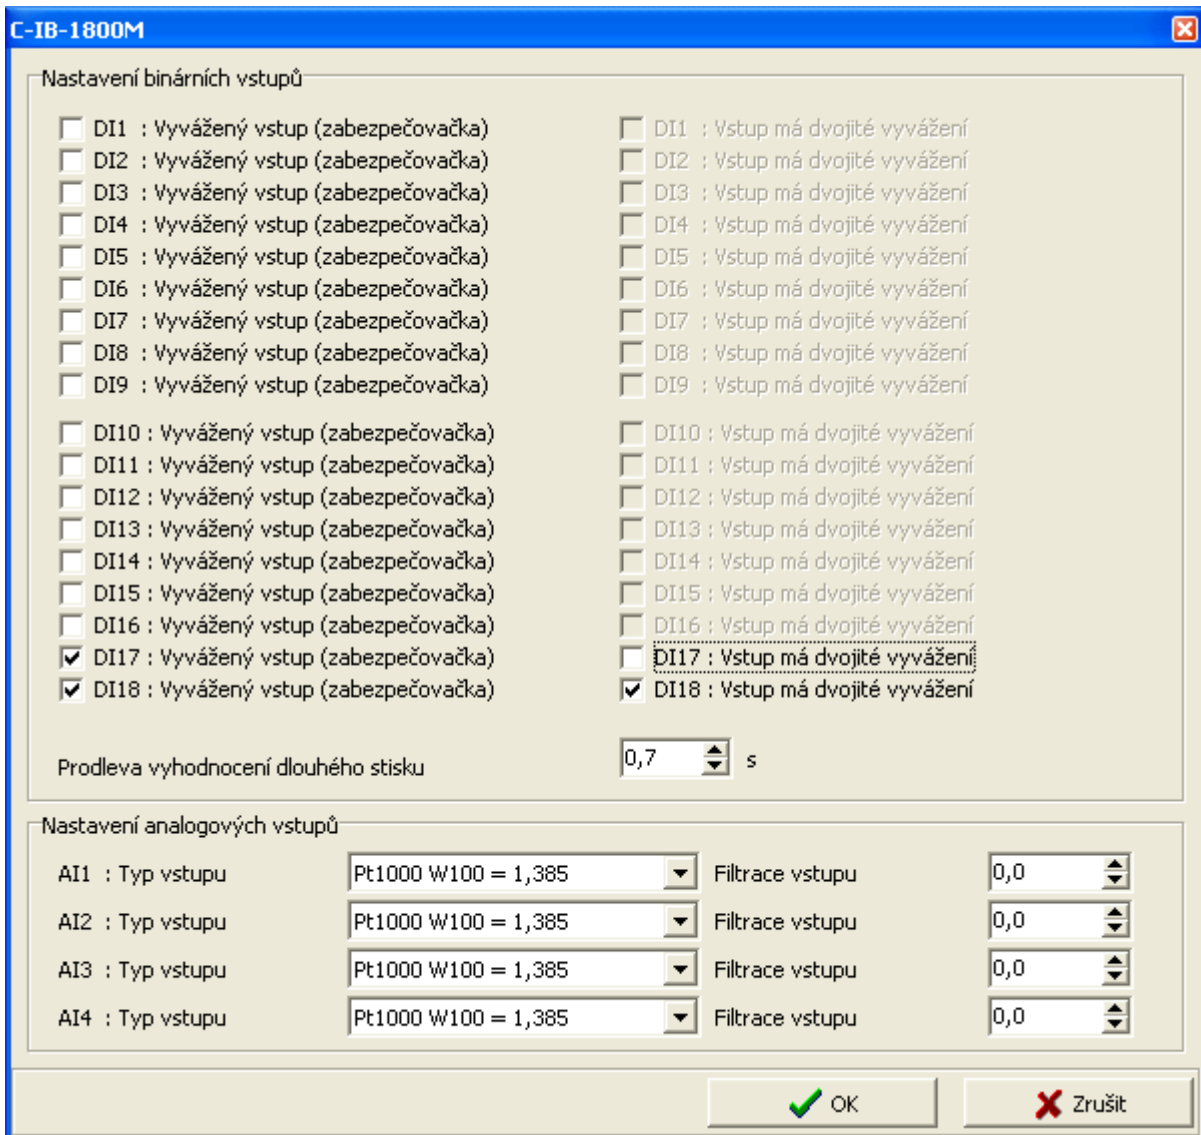 C-IB-1800M
Nastavení binárních vstupů
DI1 : Vyvážený vstup (zabezpečovačka) DI1 : Vstup má dvojité vyvážení
DI2 : Vyvážený vstup (zabezpečovačka) DI2 : Vstup má dvojité vyvážení
DI3 : Vyvážený vstup (zabezpečovačka) DI3 : Vstup má dvojité vyvážení
DI4 : Vyvážený vstup (zabezpečovačka) DI4 : Vstup má dvojité vyvážení
DI5 : Vyvážený vstup (zabezpečovačka) DI5 : Vstup má dvojité vyvážení
DI6 : Vyvážený vstup (zabezpečovačka) DI6 : Vstup má dvojité vyvážení
DI7 : Vyvážený vstup (zabezpečovačka) DI7 : Vstup má dvojité vyvážení
DI8 : Vyvážený vstup (zabezpečovačka) DI8 : Vstup má dvojité vyvážení
DI9 : Vyvážený vstup (zabezpečovačka) DI9 : Vstup má dvojité vyvážení
DI10 : Vyvážený vstup (zabezpečovačka) DI10 : Vstup má dvojité vyvážení
DI11 : Vyvážený vstup (zabezpečovačka) DI11 : Vstup má dvojité vyvážení
DI12 : Vyvážený vstup (zabezpečovačka) DI12 : Vstup má dvojité vyvážení
DI13 : Vyvážený vstup (zabezpečovačka) DI13 : Vstup má dvojité vyvážení
DI14 : Vyvážený vstup (zabezpečovačka) DI14 : Vstup má dvojité vyvážení
DI15 : Vyvážený vstup (zabezpečovačka) DI15 : Vstup má dvojité vyvážení
DI16 : Vyvážený vstup (zabezpečovačka) DI16 : Vstup má dvojité vyvážení
DI17 : Vyvážený vstup (zabezpečovačka) DI17 : Vstup má dvojité vyvážení
DI18 : Vyvážený vstup (zabezpečovačka) DI18 : Vstup má dvojité vyvážení
Prodleva vyhodnocení dlouhého stisku 0,7 s
Nastavení analogových vstupů
AI1 : Typ vstupu Pt1000 W100 = 1,385 Filtrace vstupu 0,0
AI2 : Typ vstupu Pt1000 W100 = 1,385 Filtrace vstupu 0,0
AI3 : Typ vstupu Pt1000 W100 = 1,385 Filtrace vstupu 0,0
AI4 : Typ vstupu Pt1000 W100 = 1,385 Filtrace vstupu 0,0
OK Zrušit